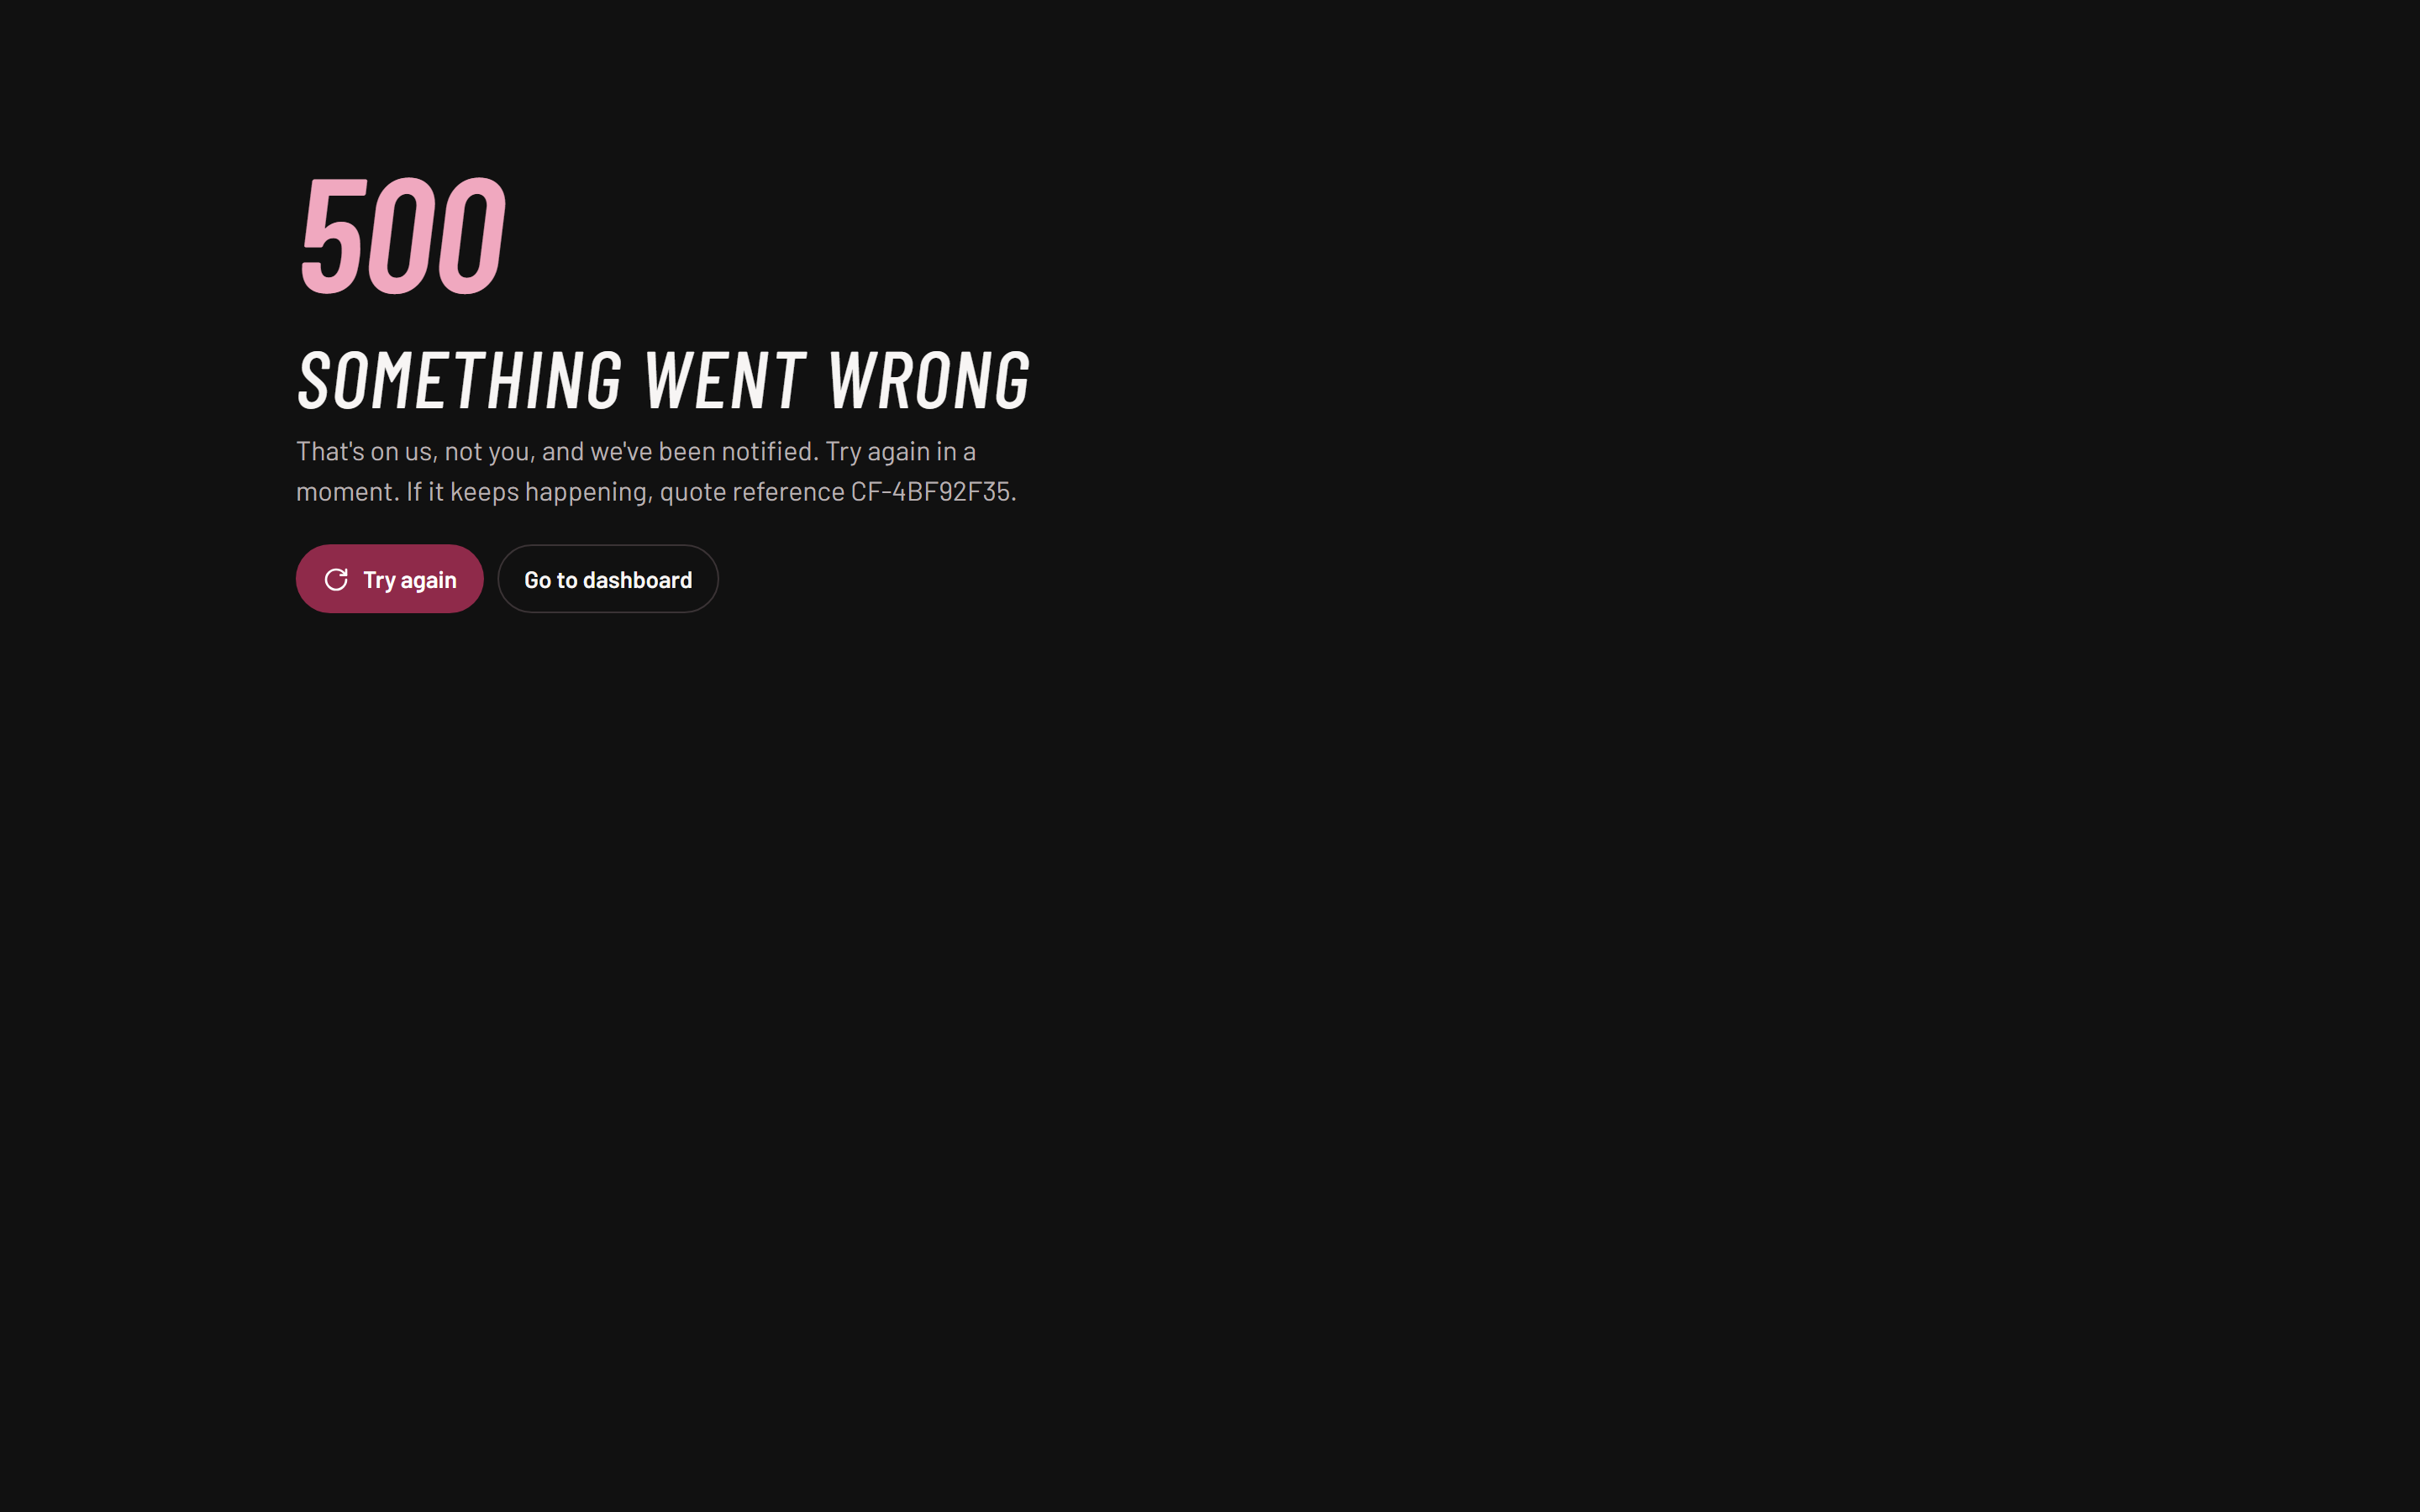 500
SOMETHING WENT WRONG
That's on us, not you, and we've been notified. Try again in a
moment. If it keeps happening, quote reference CF-4BF92F35.
Try again
Go to dashboard